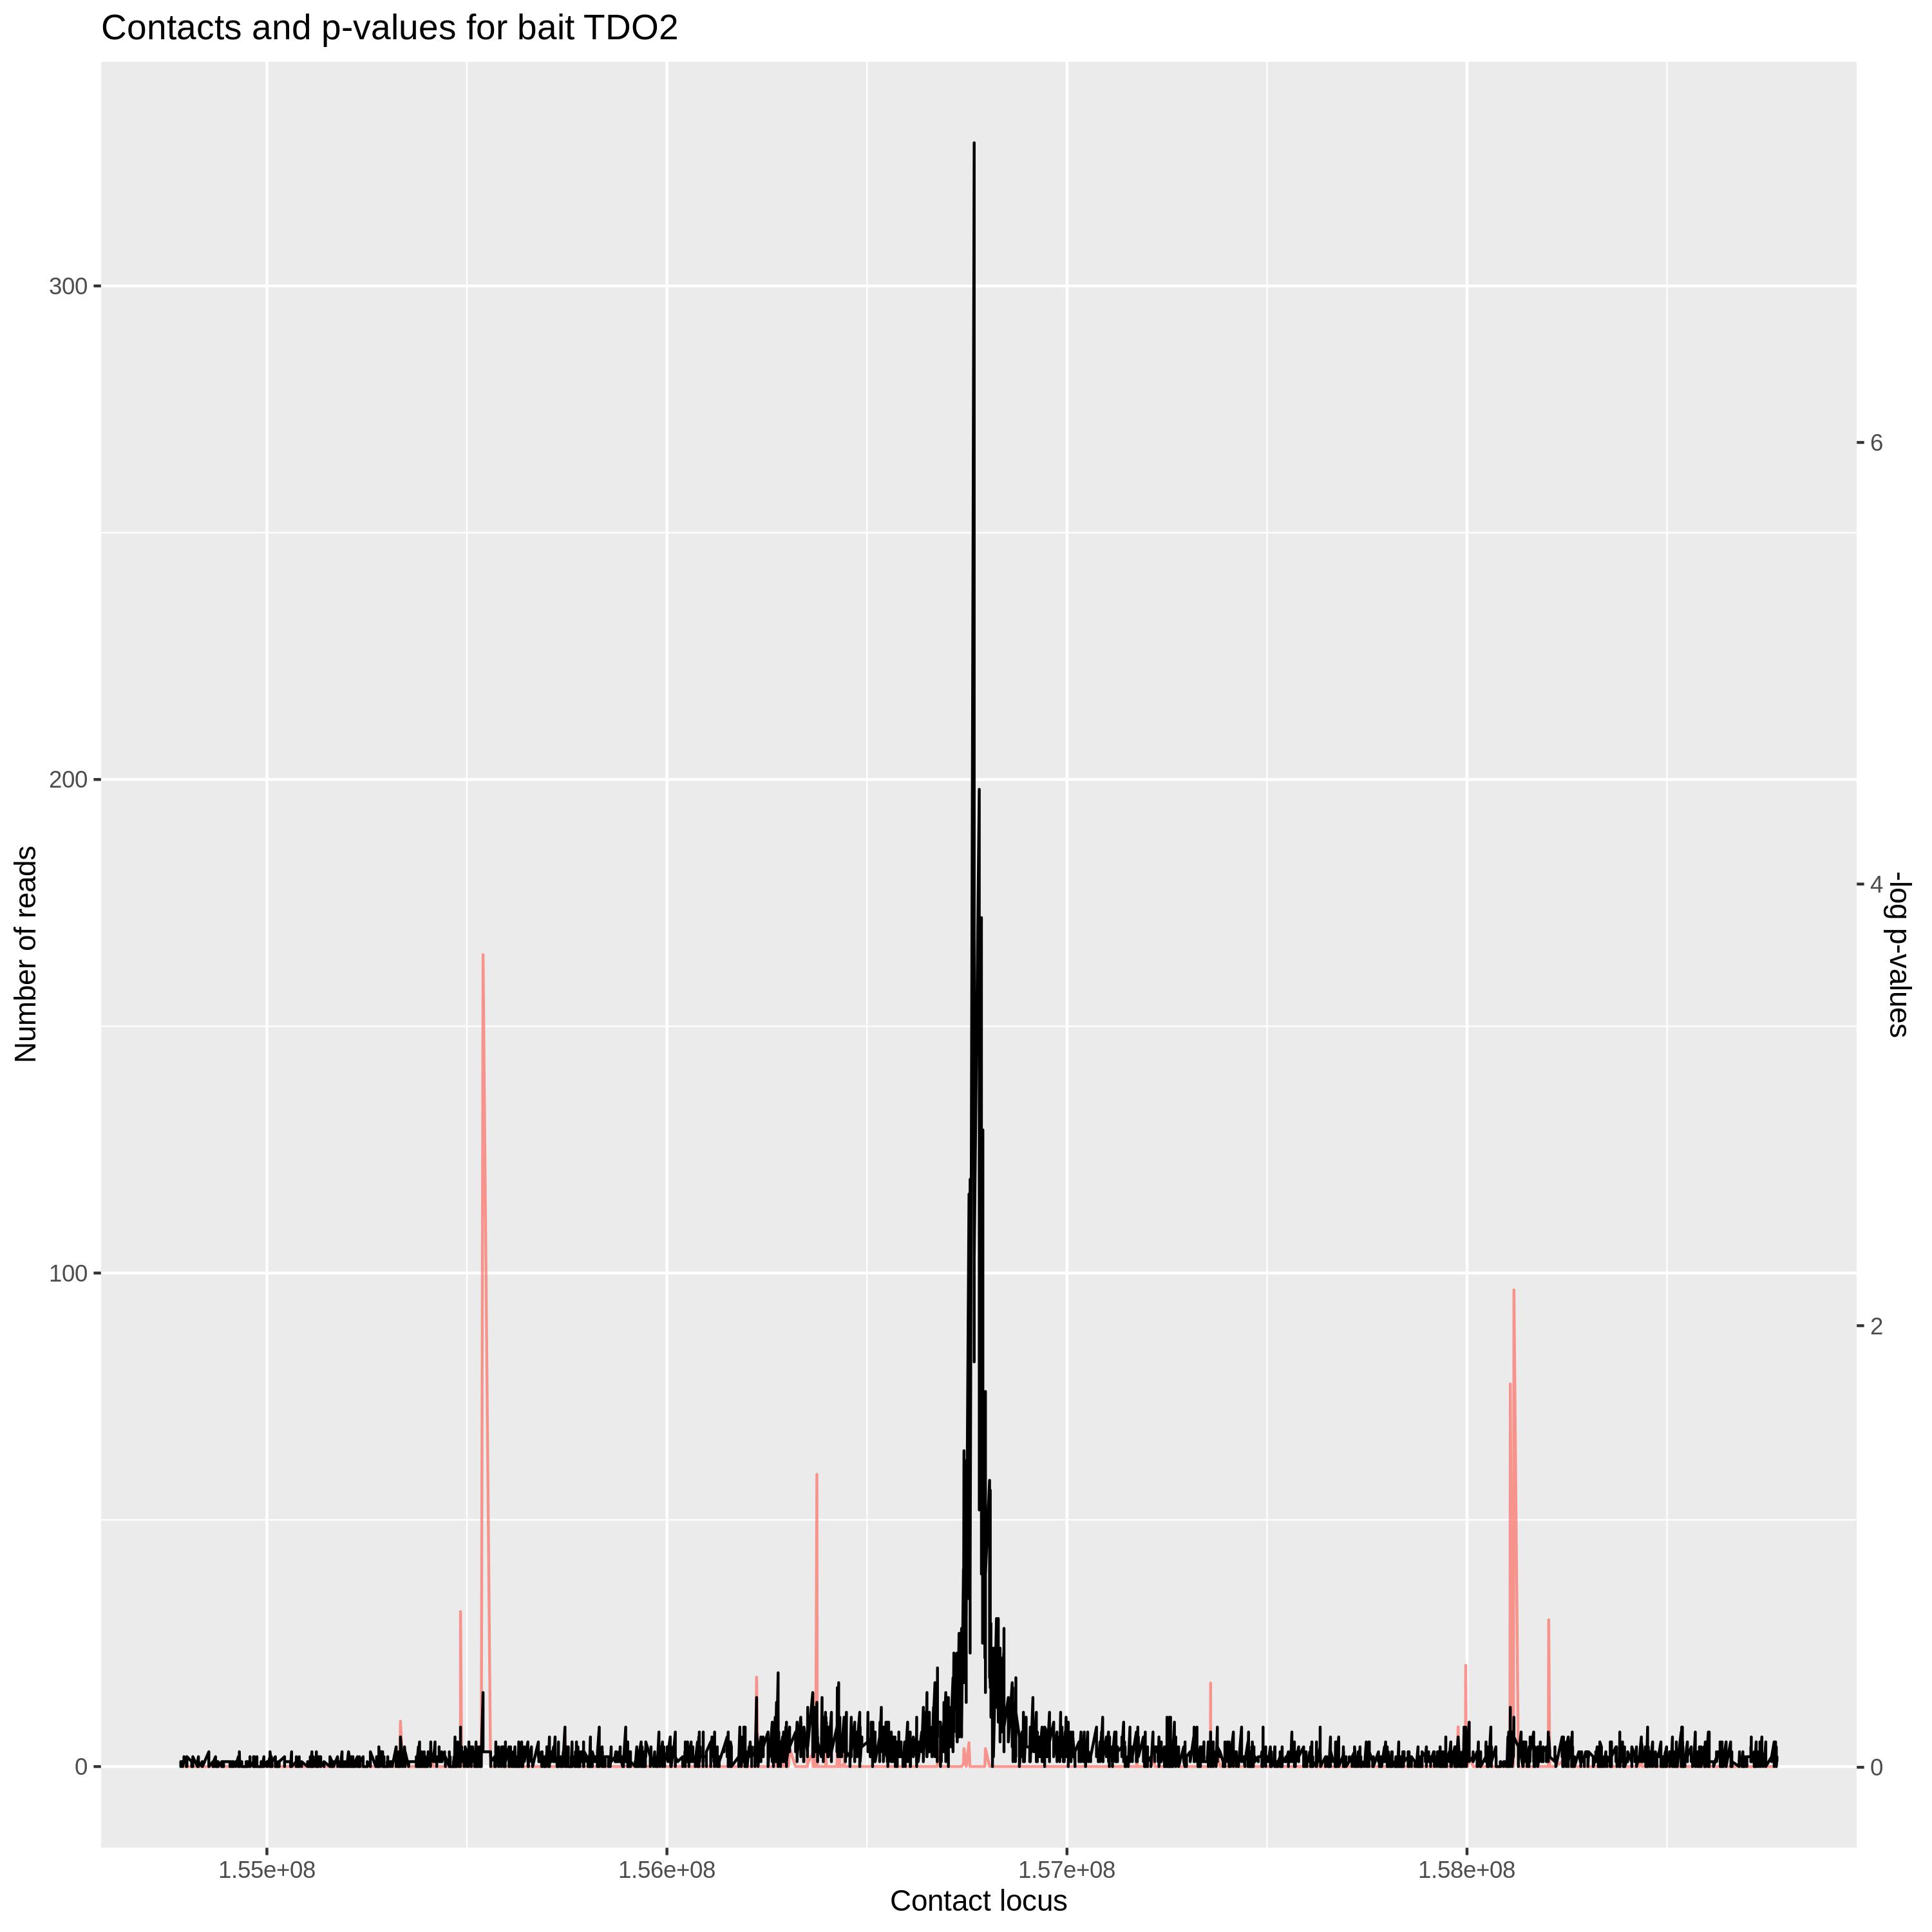 Contacts and p-values for bait TDO2
Number of reads
300
200
100
0
6
4
2
0
-log p-values
1.55e+08
1.56e+08
1.57e+08
1.58e+08
Contact locus